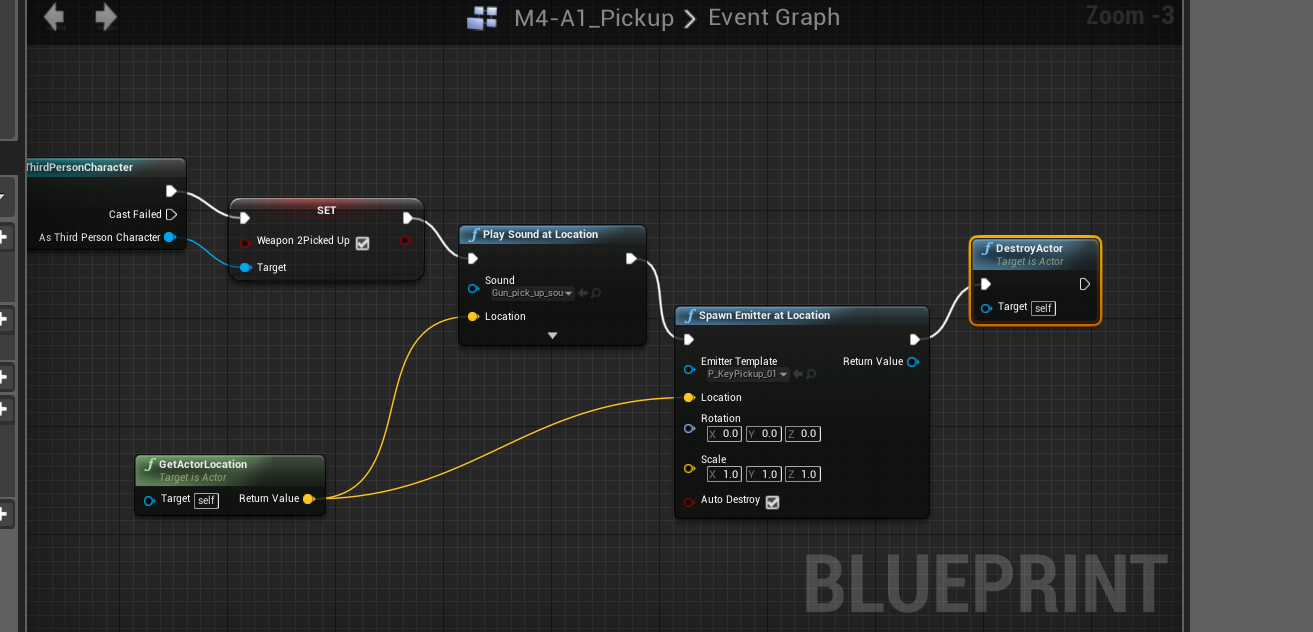 M4-A1_Pickup > Event Graph
Zoom -3
ThirdPersonCharacter
Cast Failed
As Third Person Character
SET
Weapon 2Picked Up
Target
f Play Sound at Location
Sound
Gun_pick_up_sou
Location
f Spawn Emitter at Location
Emitter Template
P_KeyPickup_01
Return Value
Location
Rotation
X 0.0 Y 0.0 Z 0.0
Scale
X 1.0 Y 1.0 Z 1.0
Auto Destroy
f DestroyActor
Target is Actor
Target self
f GetActorLocation
Target is Actor
Target self Return Value
BLUEPRINT